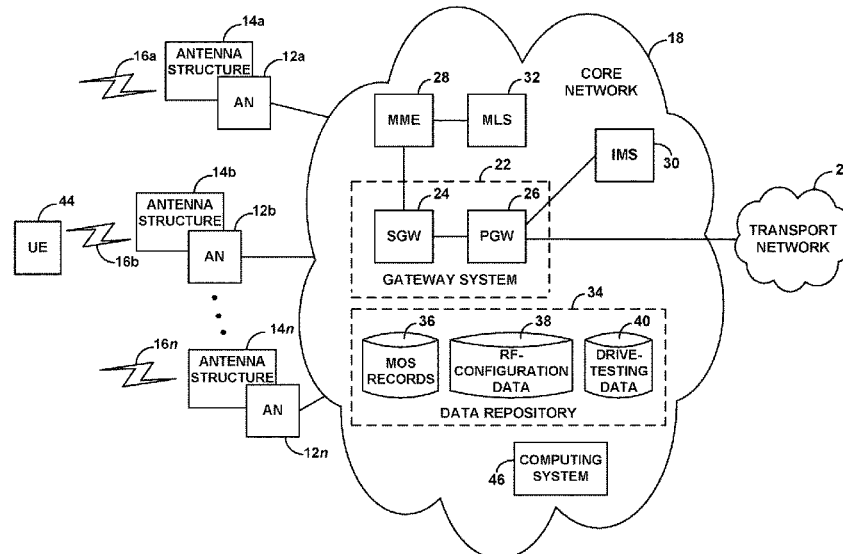 14a
16a
ANTENNA
STRUCTURE
12a
AN
18
CORE
NETWORK
28
MME
32
MLS
IMS
30
22
24
SGW
26
PGW
GATEWAY SYSTEM
14b
44
ANTENNA
STRUCTURE
12b
UE
16b
AN
TRANSPORT
NETWORK
34
36
MOS
RECORDS
38
RF-
CONFIGURATION
DATA
40
DRIVE-
TESTING
DATA
DATA REPOSITORY
14n
16n
ANTENNA
STRUCTURE
AN
12n
COMPUTING
SYSTEM
46